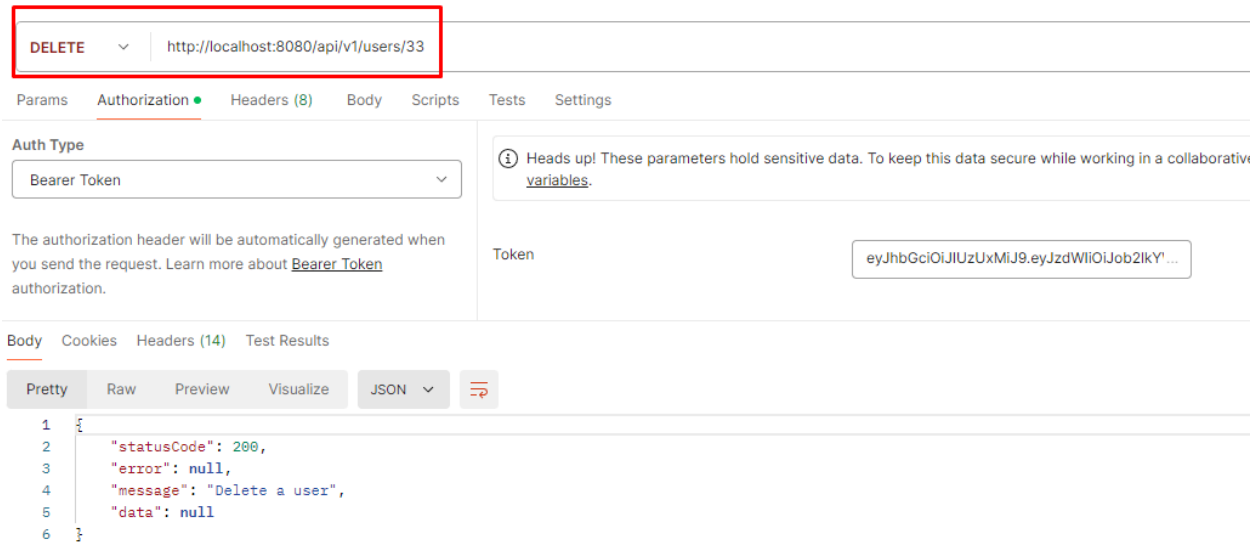 DELETE http://localhost:8080/api/v1/users/33
Params Authorization Headers (8) Body Scripts Tests Settings
Auth Type
Bearer Token
Heads up! These parameters hold sensitive data. To keep this data secure while working in a collaborative
variables.
The authorization header will be automatically generated when
you send the request. Learn more about Bearer Token
authorization.
Token
eyJhbGciOiJIUzUxMiJ9.eyJzdWIiOiJob2lkY'...
Body Cookies Headers (14) Test Results
Pretty Raw Preview Visualize JSON
1 {
2 "statusCode": 200,
3 "error": null,
4 "message": "Delete a user",
5 "data": null
6 }